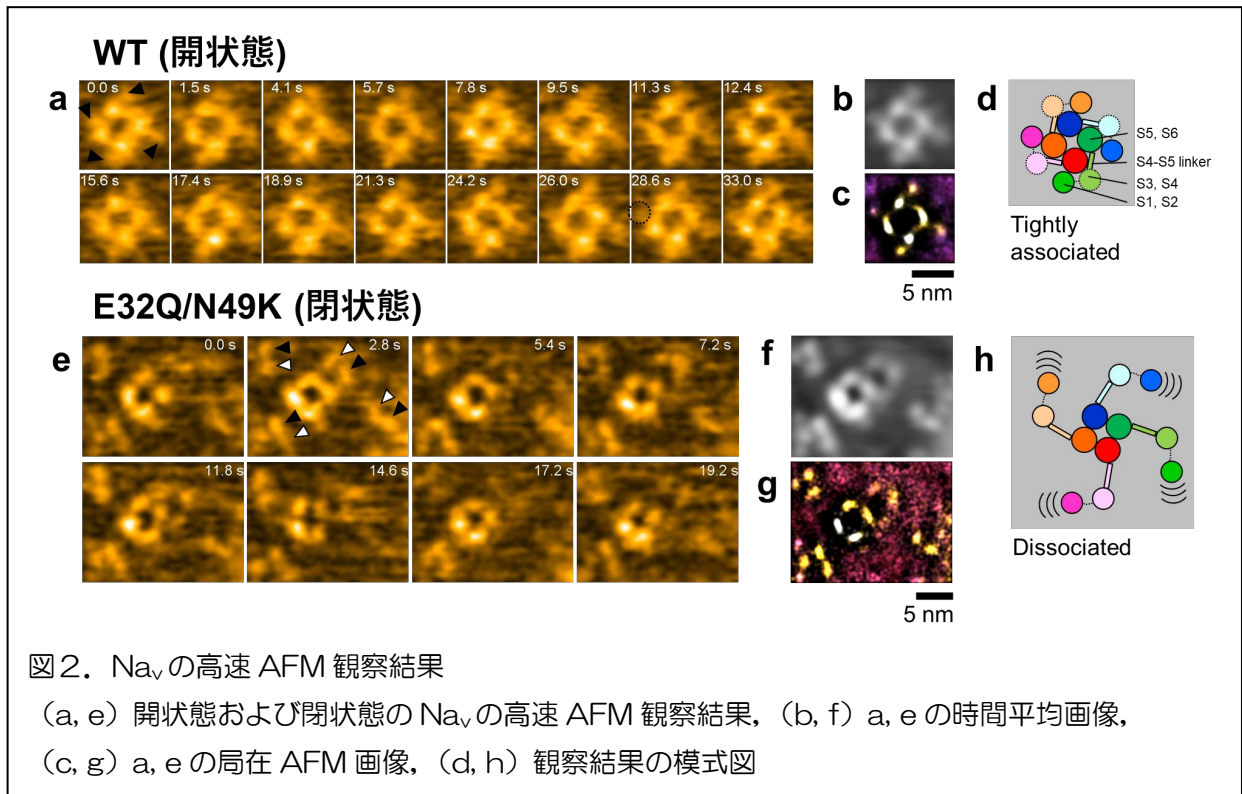 WT (開状態)
a
0.0 s 1.5 s 4.1 s 5.7 s 7.8 s 9.5 s 11.3 s 12.4 s
15.6 s 17.4 s 18.9 s 21.3 s 24.2 s 26.0 s 28.6 s 33.0 s
b
c
5 nm
d
S5, S6
S4-S5 linker
S3, S4
S1, S2
Tightly
associated
E32Q/N49K (閉状態)
e
0.0 s 2.8 s 5.4 s 7.2 s
11.8 s 14.6 s 17.2 s 19.2 s
f
g
5 nm
h
Dissociated
図2. Navの高速 AFM 観察結果
(a, e) 開状態および閉状態の Navの高速 AFM 観察結果, (b, f) a, e の時間平均画像,
(c, g) a, e の局在 AFM 画像, (d, h) 観察結果の模式図